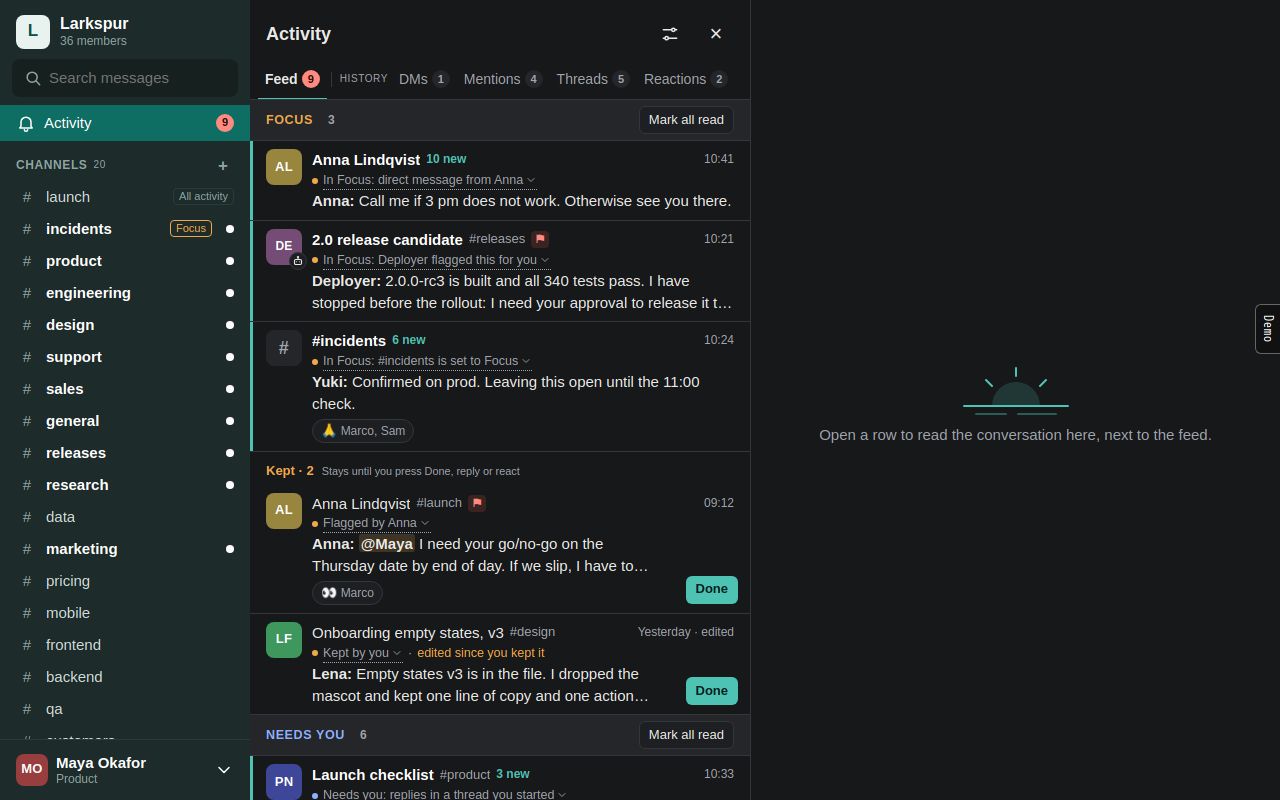 L
Larkspur
36 members
Search messages
Activity
9
CHANNELS 20
+
# launch All activity
# incidents Focus
# product
# engineering
# design
# support
# sales
# general
# releases
# research
# data
# marketing
# pricing
# mobile
# frontend
# backend
# qa
MO
Maya Okafor
Product
Activity
Feed 9
HISTORY
DMs 1
Mentions 4
Threads 5
Reactions 2
FOCUS 3
Mark all read
AL
Anna Lindqvist 10 new 10:41
In Focus: direct message from Anna
Anna: Call me if 3 pm does not work. Otherwise see you there.
DE
2.0 release candidate #releases 10:21
In Focus: Deployer flagged this for you
Deployer: 2.0.0-rc3 is built and all 340 tests pass. I have
stopped before the rollout: I need your approval to release it t…
#
#incidents 6 new 10:24
In Focus: #incidents is set to Focus
Yuki: Confirmed on prod. Leaving this open until the 11:00
check.
🙏 Marco, Sam
Kept · 2 Stays until you press Done, reply or react
AL
Anna Lindqvist #launch 09:12
Flagged by Anna
Anna: @Maya I need your go/no-go on the
Thursday date by end of day. If we slip, I have to…
👀 Marco
Done
LF
Onboarding empty states, v3 #design Yesterday · edited
Kept by you · edited since you kept it
Lena: Empty states v3 is in the file. I dropped the
mascot and kept one line of copy and one action…
Done
NEEDS YOU 6
Mark all read
PN
Launch checklist #product 3 new 10:33
Needs you: replies in a thread you started
Open a row to read the conversation here, next to the feed.
Demo